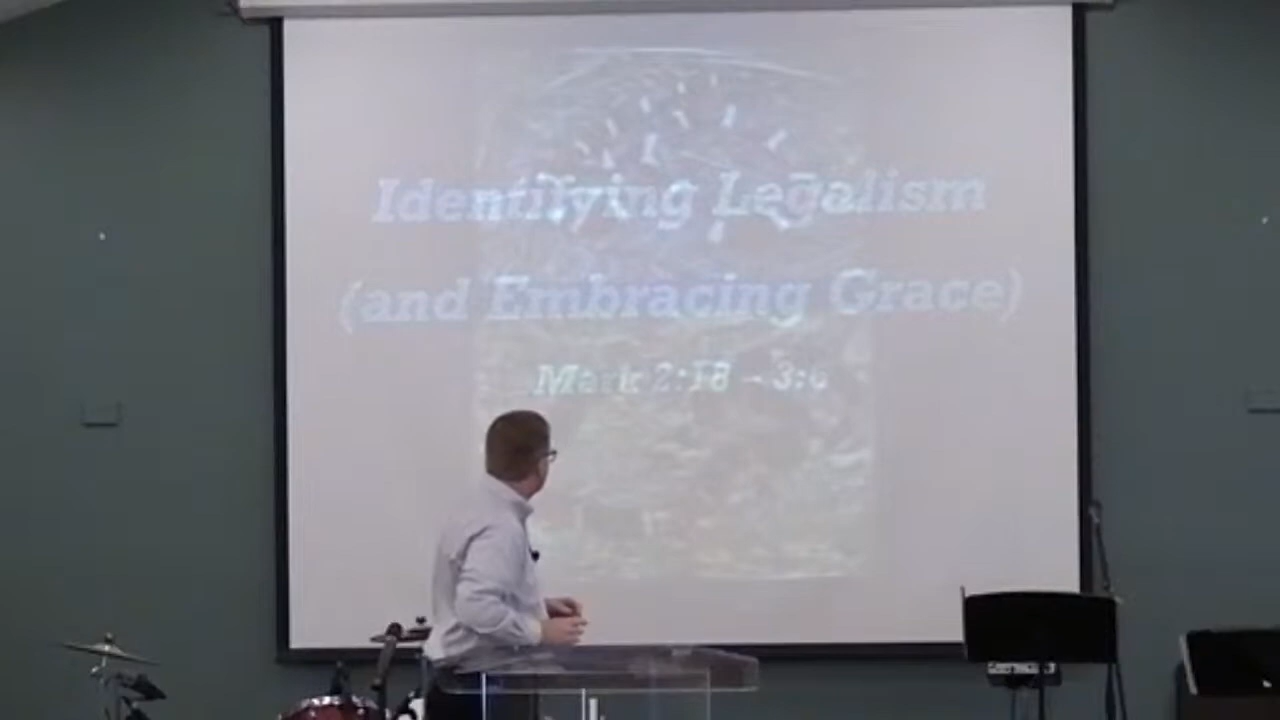 Identifying Legalism
(and Embracing Grace)
Mark 2:18 - 3:6